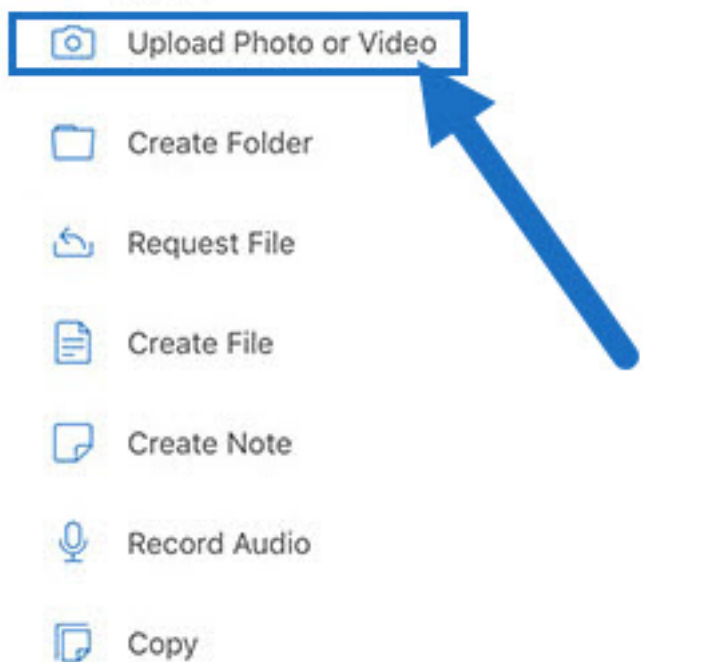 Upload Photo or Video
Create Folder
Request File
Create File
Create Note
Record Audio
Copy